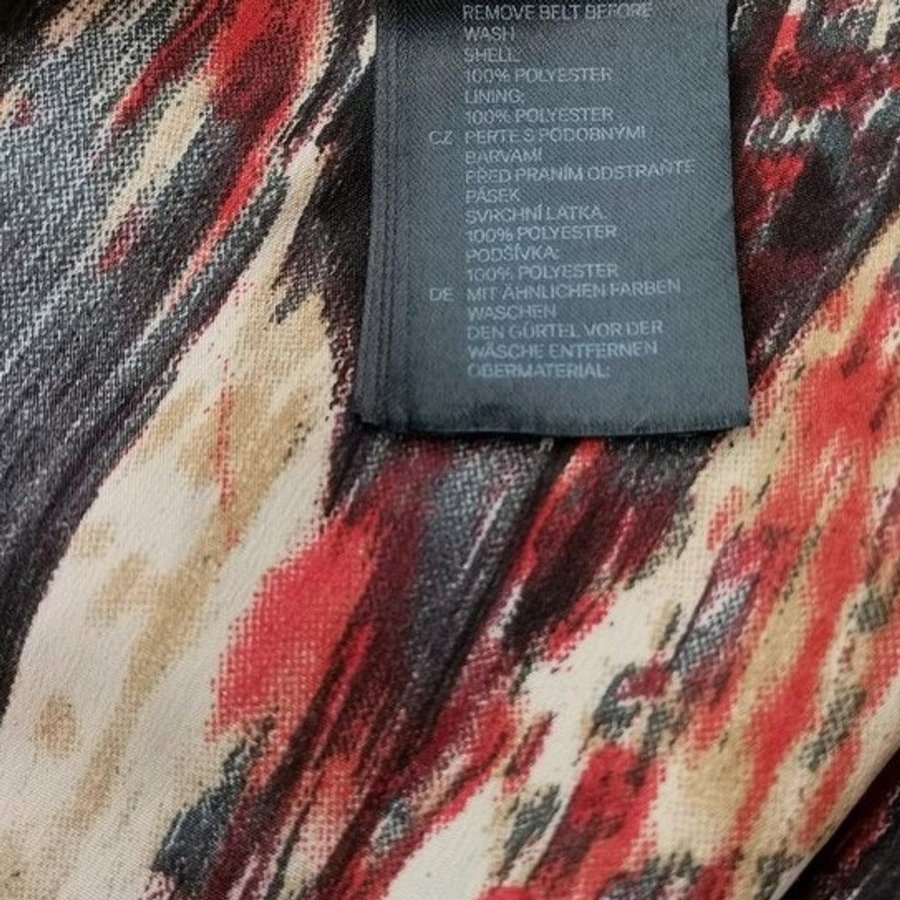 REMOVE BELT BEFORE
WASH
SHELL:
100% POLYESTER
LINING:
100% POLYESTER
CZ PERTE S PODOBNÝMI
BARVAMI
PŘED PRANÍM ODSTRAŇTE
PÁSEK
SVRCHNÍ LÁTKA:
100% POLYESTER
PODŠÍVKA:
100% POLYESTER
DE MIT ÄHNLICHEN FARBEN
WASCHEN
DEN GÜRTEL VOR DER
WÄSCHE ENTFERNEN
OBERMATERIAL: